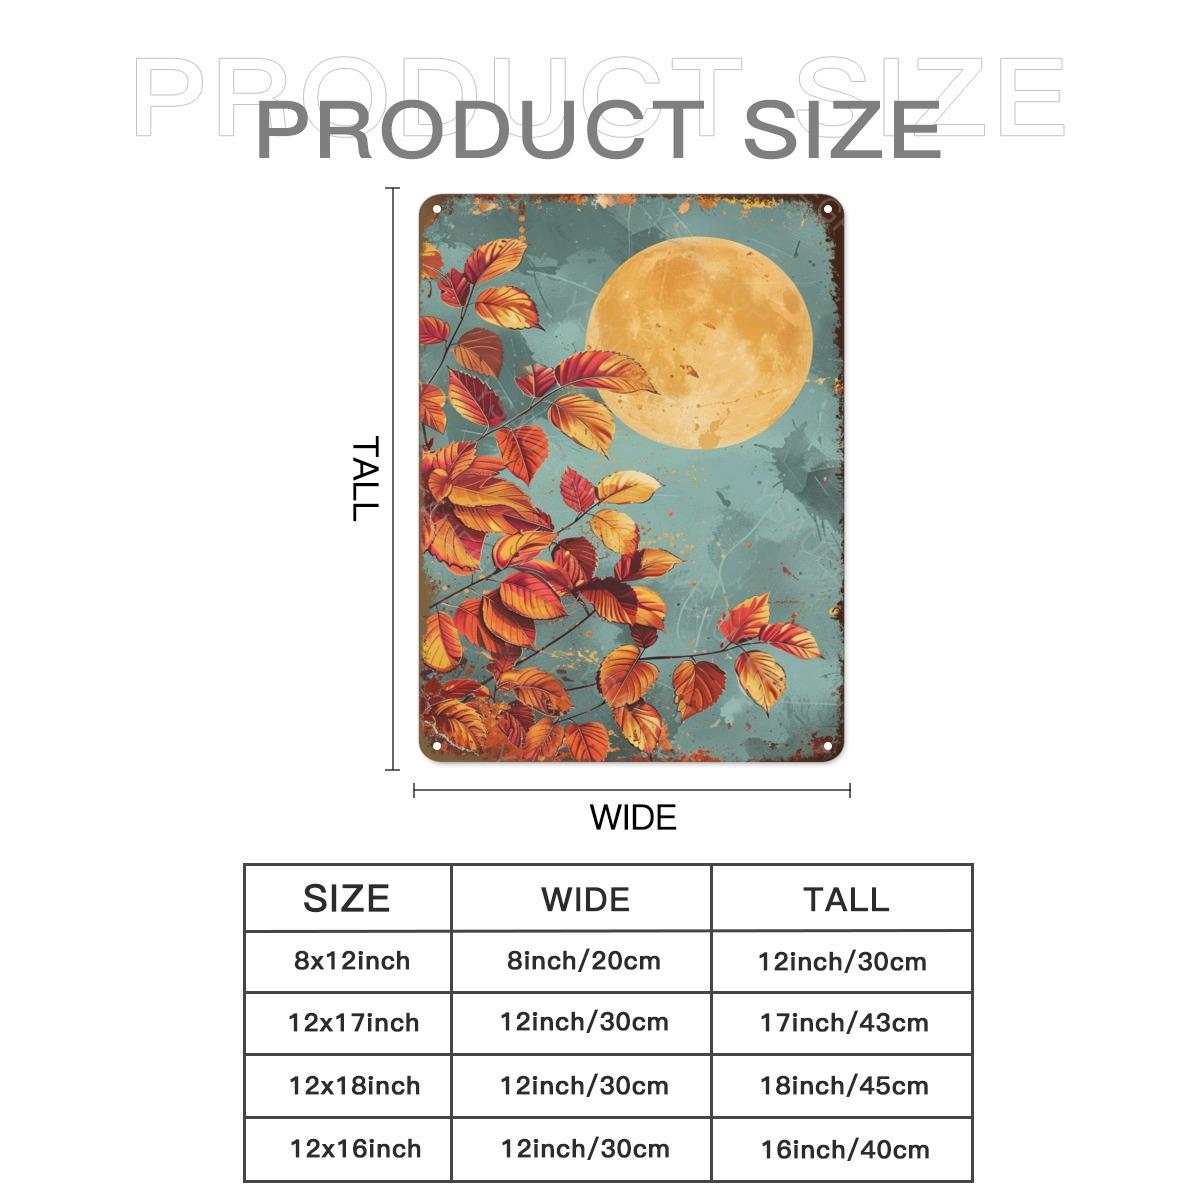 PRODUCT SIZE
PRODUCT SIZE
TALL
WIDE
SIZE WIDE TALL
8x12inch 8inch/20cm 12inch/30cm
12x17inch 12inch/30cm 17inch/43cm
12x18inch 12inch/30cm 18inch/45cm
12x16inch 12inch/30cm 16inch/40cm